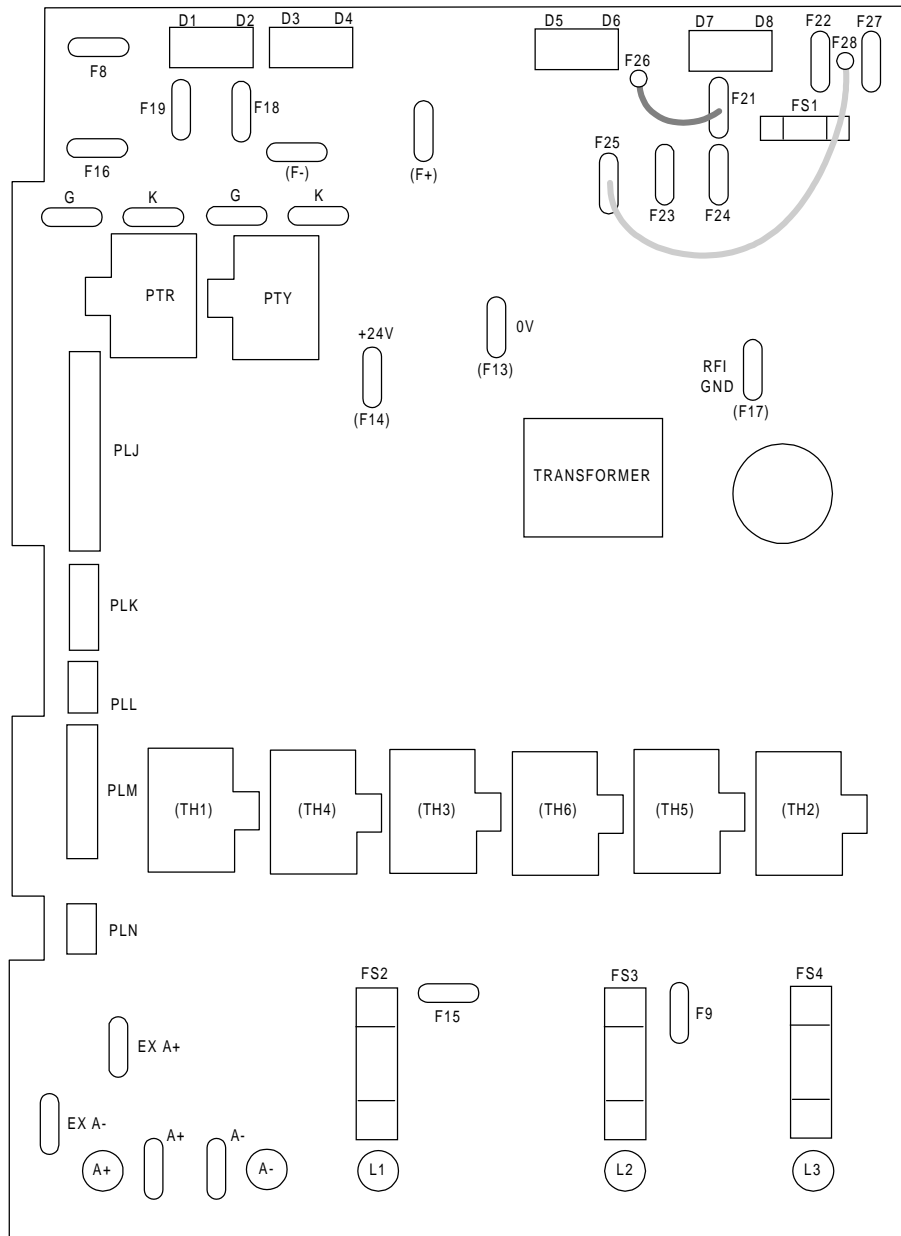 D1 D2 D3 D4 D5 D6 D7 D8 F22 F27
F8 F26 F28
F19 F18 F21 FS1
F16 (F-) (F+) F25
F23 F24
G K G K
PTR PTY
+24V 0V
(F13) RFI
GND
(F14) (F17)
PLJ TRANSFORMER
PLK
PLL
PLM (TH1) (TH4) (TH3) (TH6) (TH5) (TH2)
PLN
FS2 FS3 FS4
F15 F9
EX A+
EX A- A+ A-
A+ A- L1 L2 L3